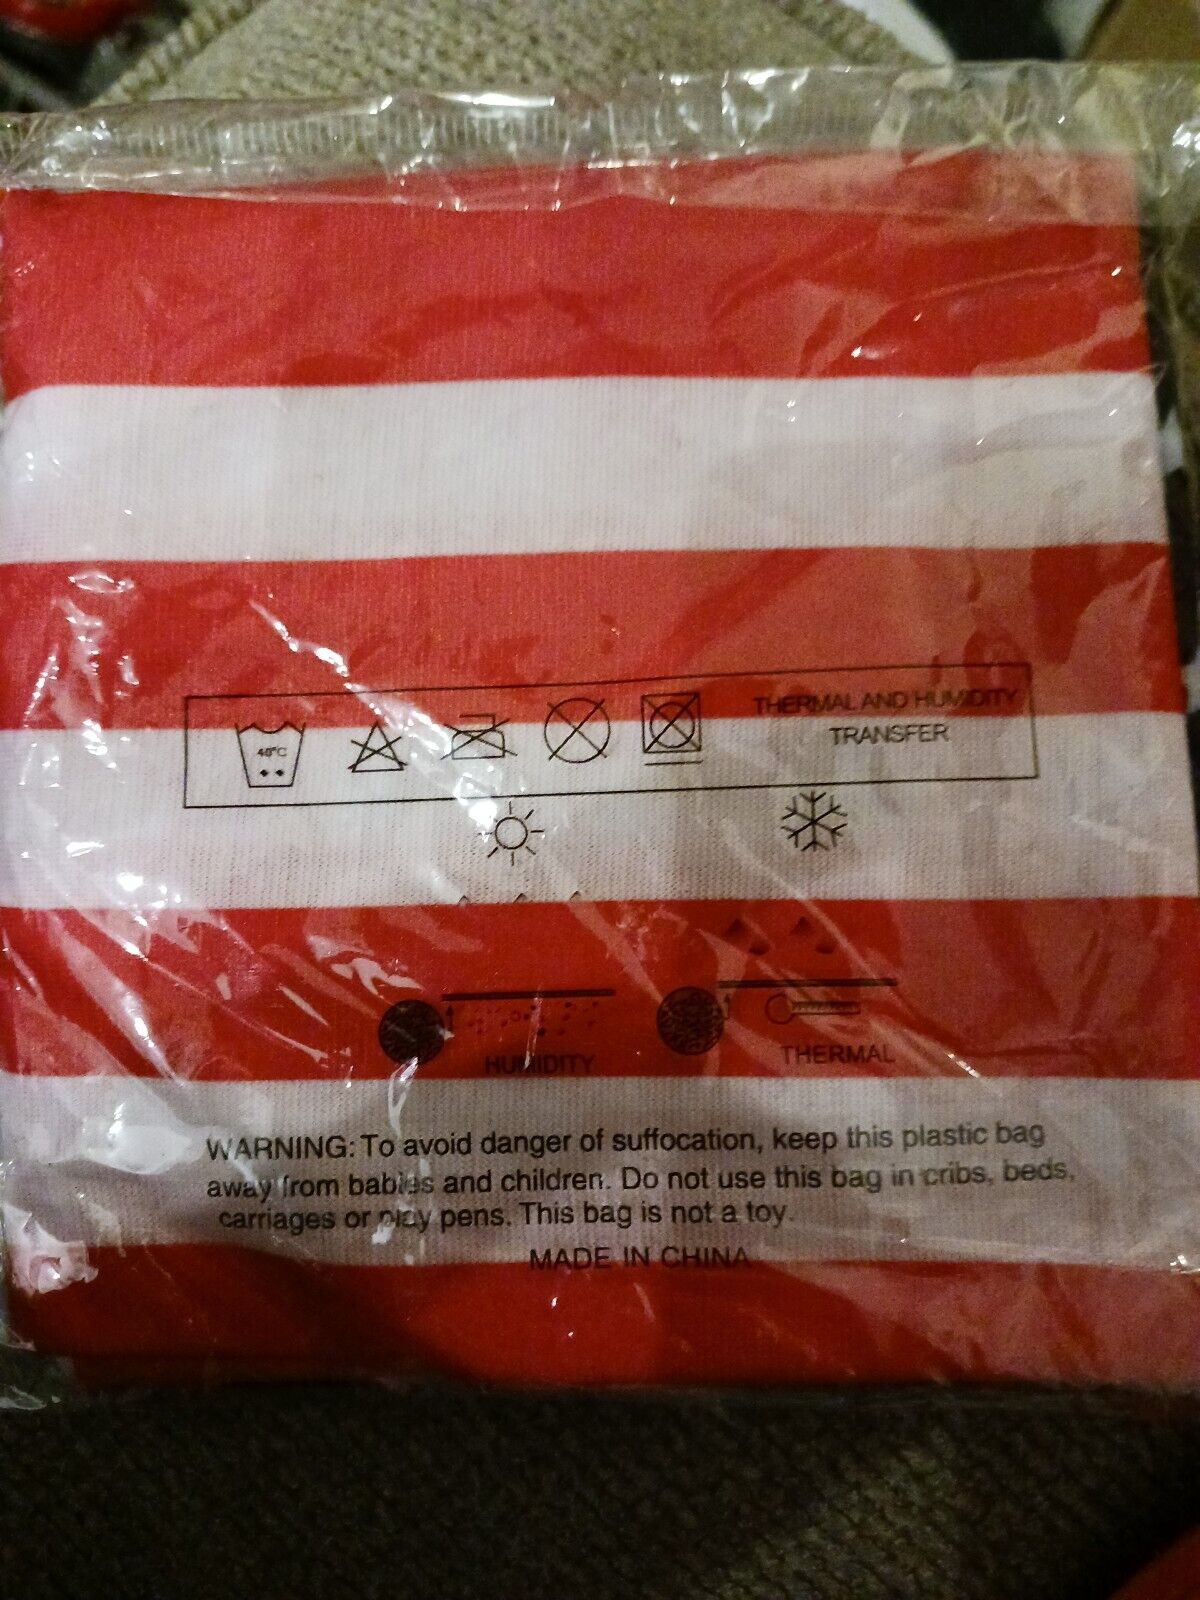 40°C
THERMAL AND HUMIDITY
TRANSFER
HUMIDITY
THERMAL
WARNING: To avoid danger of suffocation, keep this plastic bag
away from babies and children. Do not use this bag in cribs, beds,
carriages or play pens. This bag is not a toy.
MADE IN CHINA